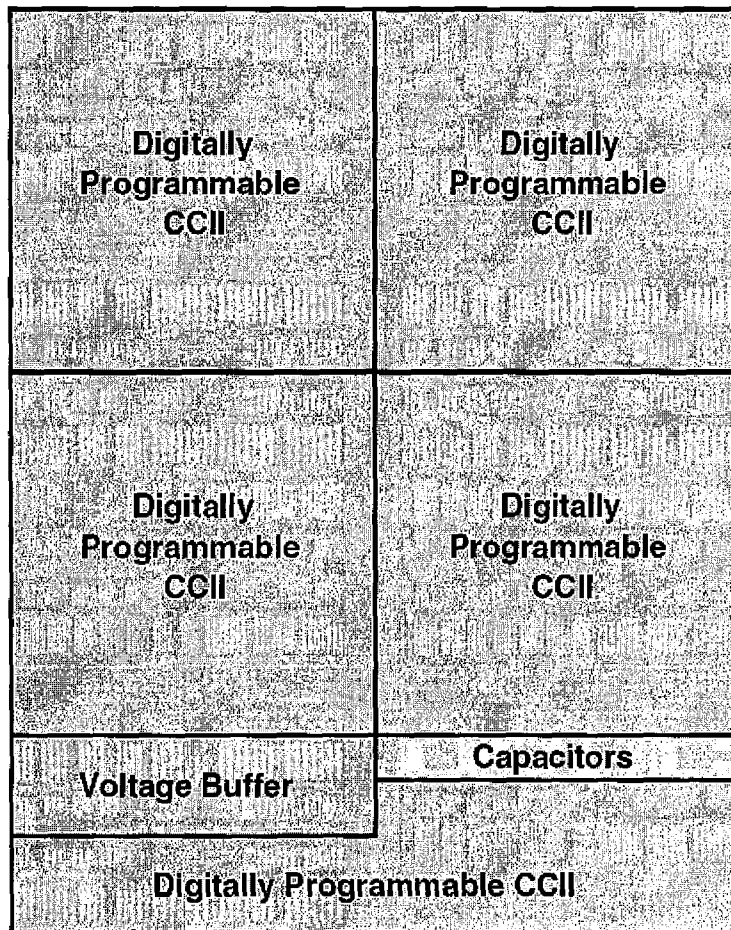 Digitally
Programmable
CCII
Digitally
Programmable
CCII
Digitally
Programmable
CCII
Digitally
Programmable
CCII
Voltage Buffer
Capacitors
Digitally Programmable CCII